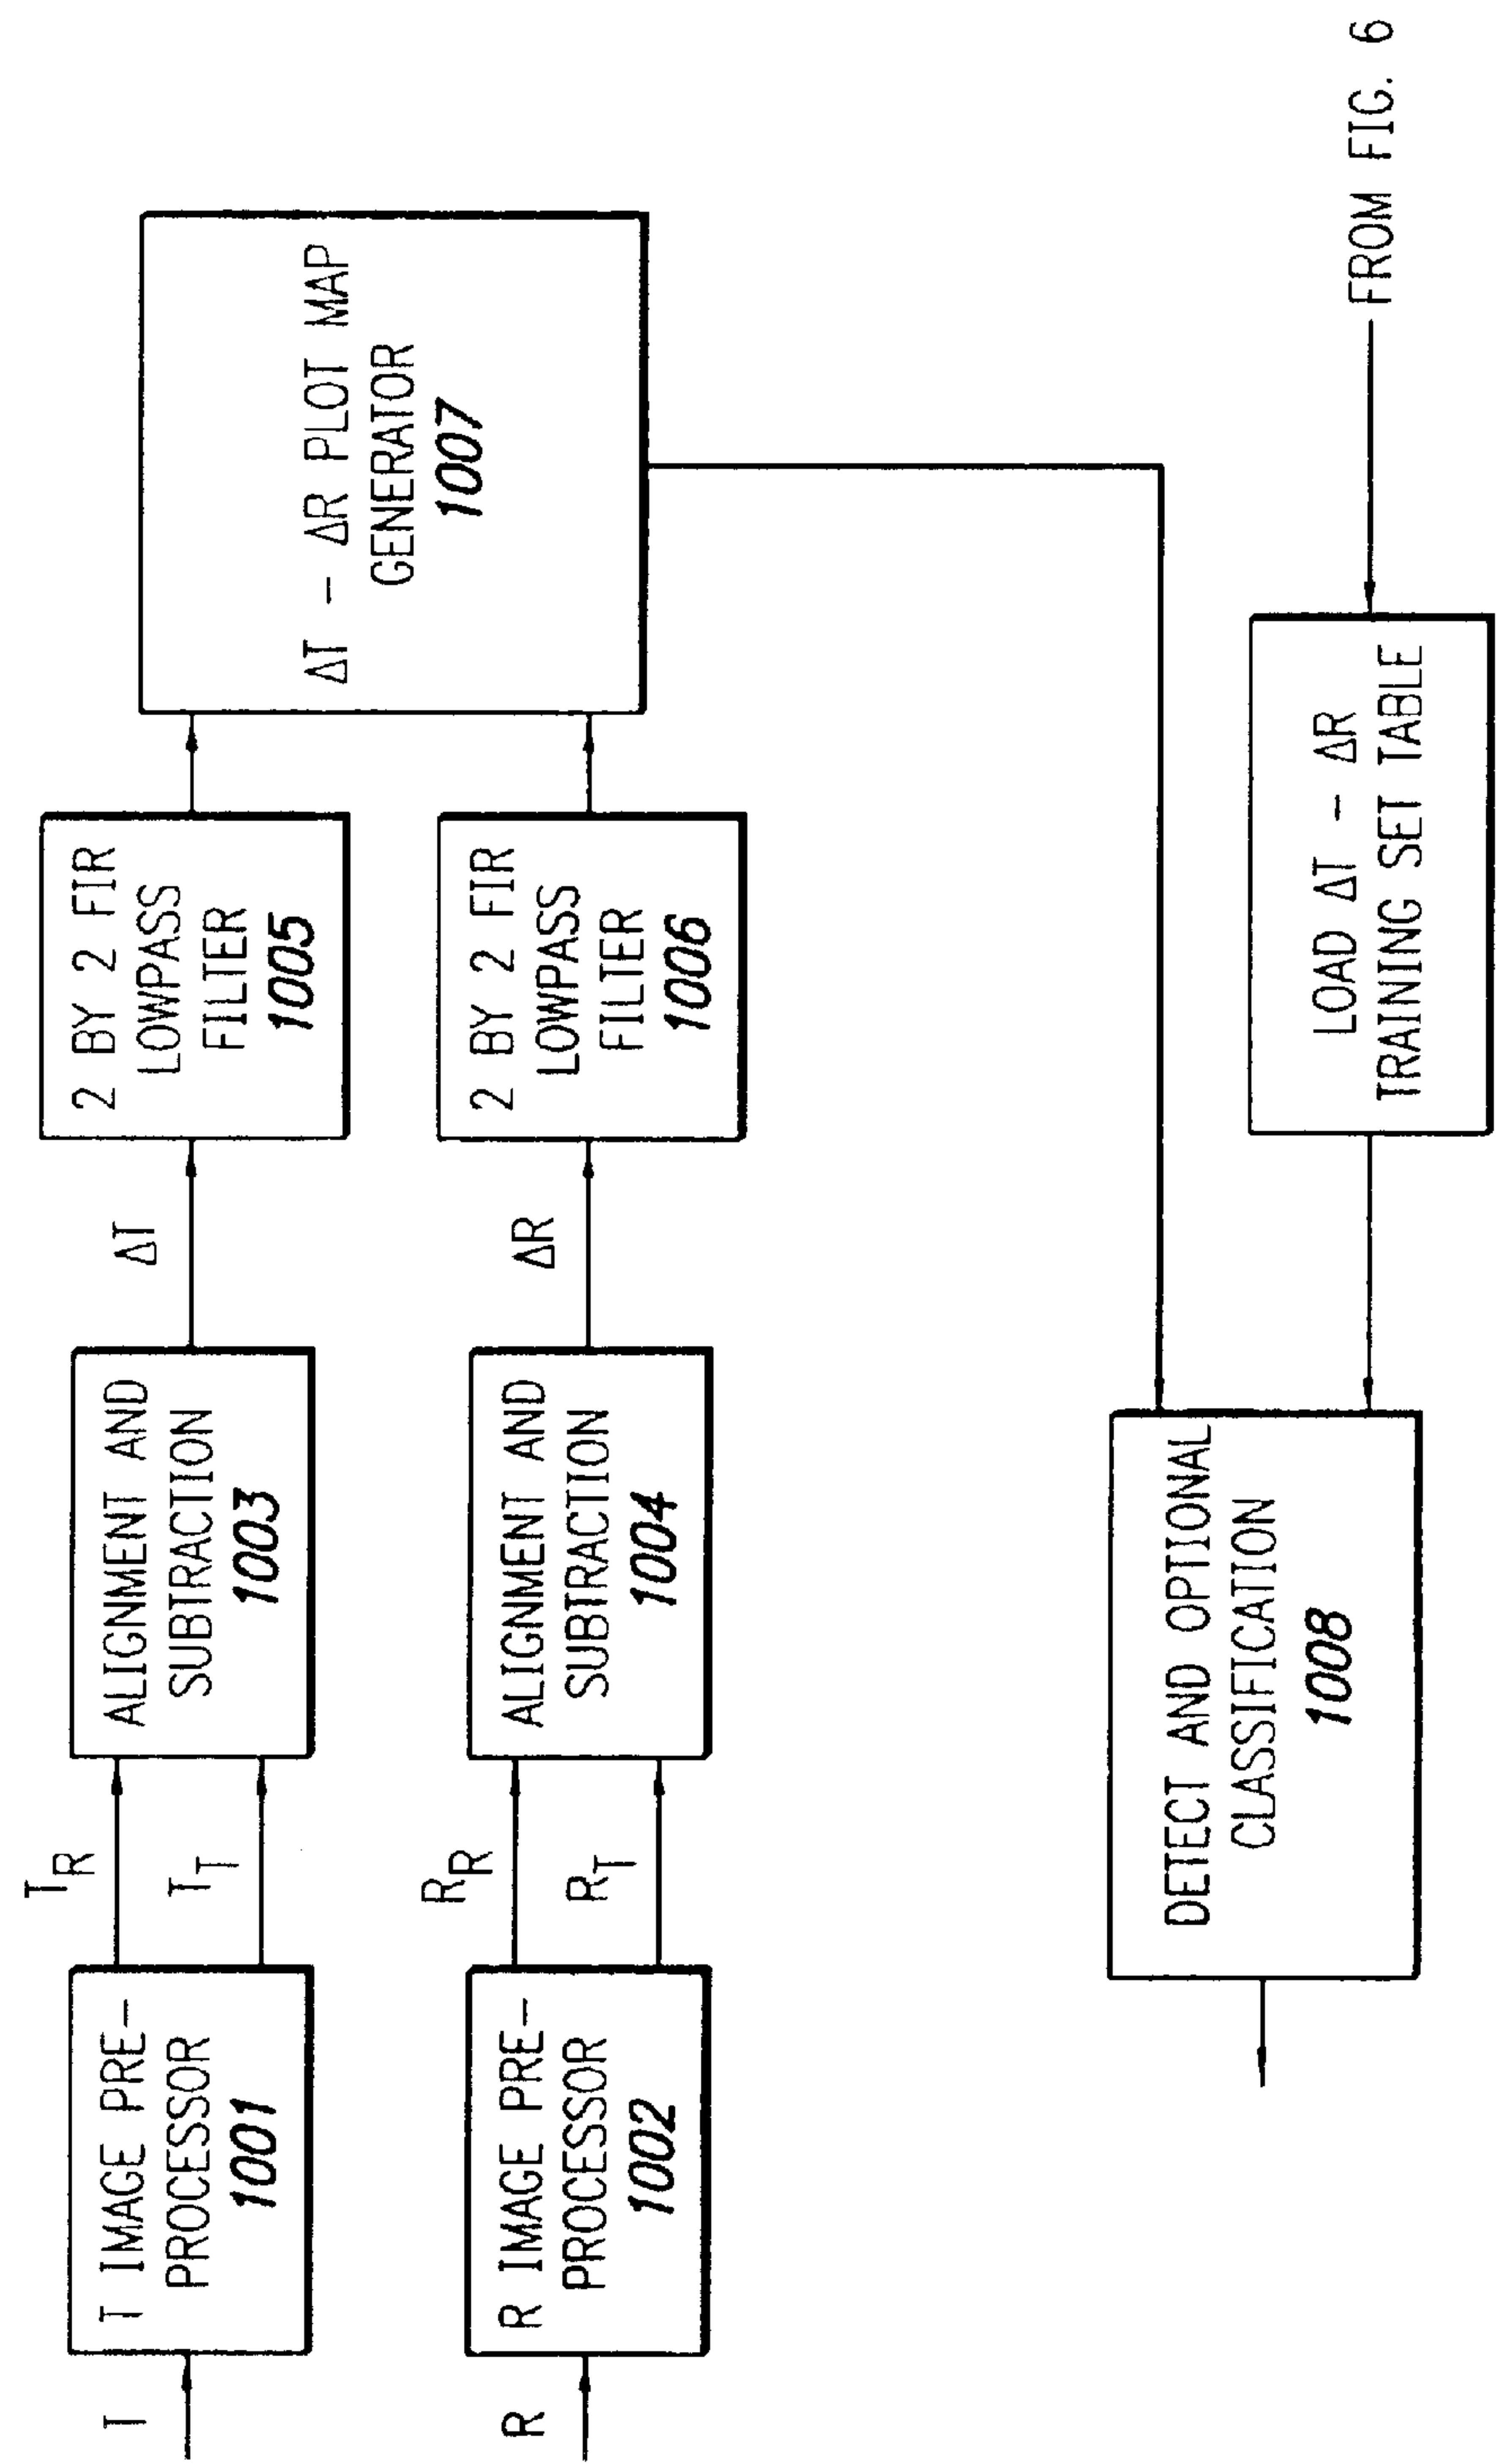 T
T IMAGE PRE-
PROCESSOR
1001
T_R
T_T
ALIGNMENT AND
SUBTRACTION
1003
ΔT
2 BY 2 FIR
LOWPASS
FILTER
1005
R
R IMAGE PRE-
PROCESSOR
1002
R_R
R_T
ALIGNMENT AND
SUBTRACTION
1004
ΔR
2 BY 2 FIR
LOWPASS
FILTER
1006
ΔT - ΔR PLOT MAP
GENERATOR
1007
DETECT AND OPTIONAL
CLASSIFICATION
1008
LOAD ΔT - ΔR
TRAINING SET TABLE
FROM FIG. 6